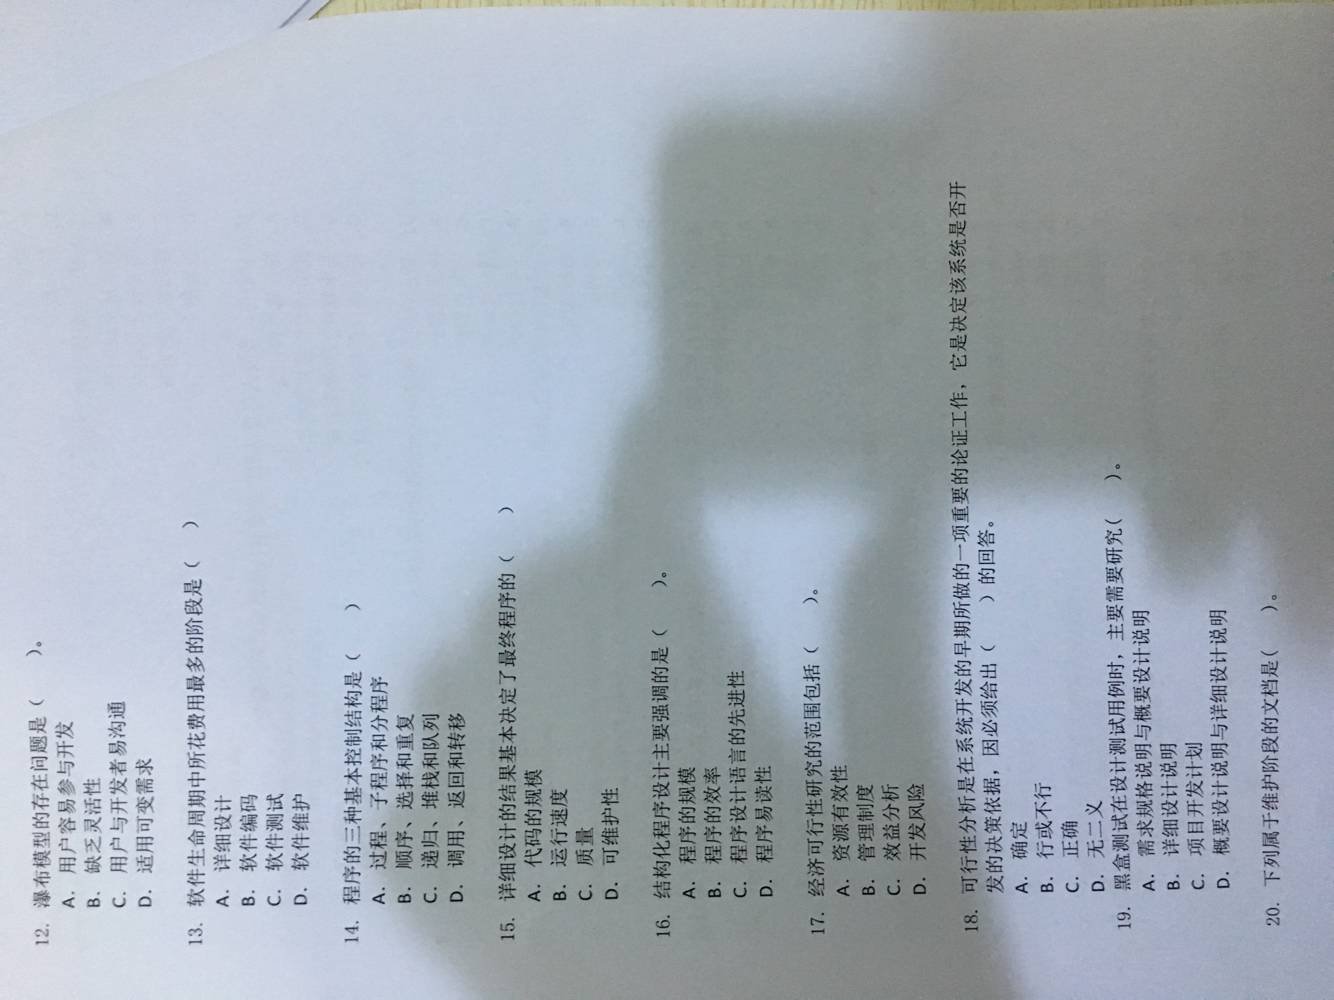 12. 瀑布模型的存在问题是（　　）。
A. 用户容易参与开发
B. 缺乏灵活性
C. 用户与开发者易沟通
D. 适用可变需求
13. 软件生命周期中所花费用最多的阶段是（　　）
A. 详细设计
B. 软件编码
C. 软件测试
D. 软件维护
14. 程序的三种基本控制结构是（　　）
A. 过程、子程序和分程序
B. 顺序、选择和重复
C. 递归、堆栈和队列
D. 调用、返回和转移
15. 详细设计的结果基本决定了最终程序的（　　）
A. 代码的规模
B. 运行速度
C. 质量
D. 可维护性
16. 结构化程序设计主要强调的是（　　）。
A. 程序的规模
B. 程序的效率
C. 程序设计语言的先进性
D. 程序易读性
17. 经济可行性研究的范围包括（　　）。
A. 资源有效性
B. 管理制度
C. 效益分析
D. 开发风险
18. 可行性分析是在系统开发的早期所做的一项重要的论证工作，它是决定该系统是否开
发的决策依据，因必须给出（　　）的回答。
A. 确定
B. 行或不行
C. 正确
D. 无二义
19. 黑盒测试在设计测试用例时，主要需要研究(　　)。
A. 需求规格说明与概要设计说明
B. 详细设计说明
C. 项目开发计划
D. 概要设计说明与详细设计说明
20. 下列属于维护阶段的文档是(　　)。